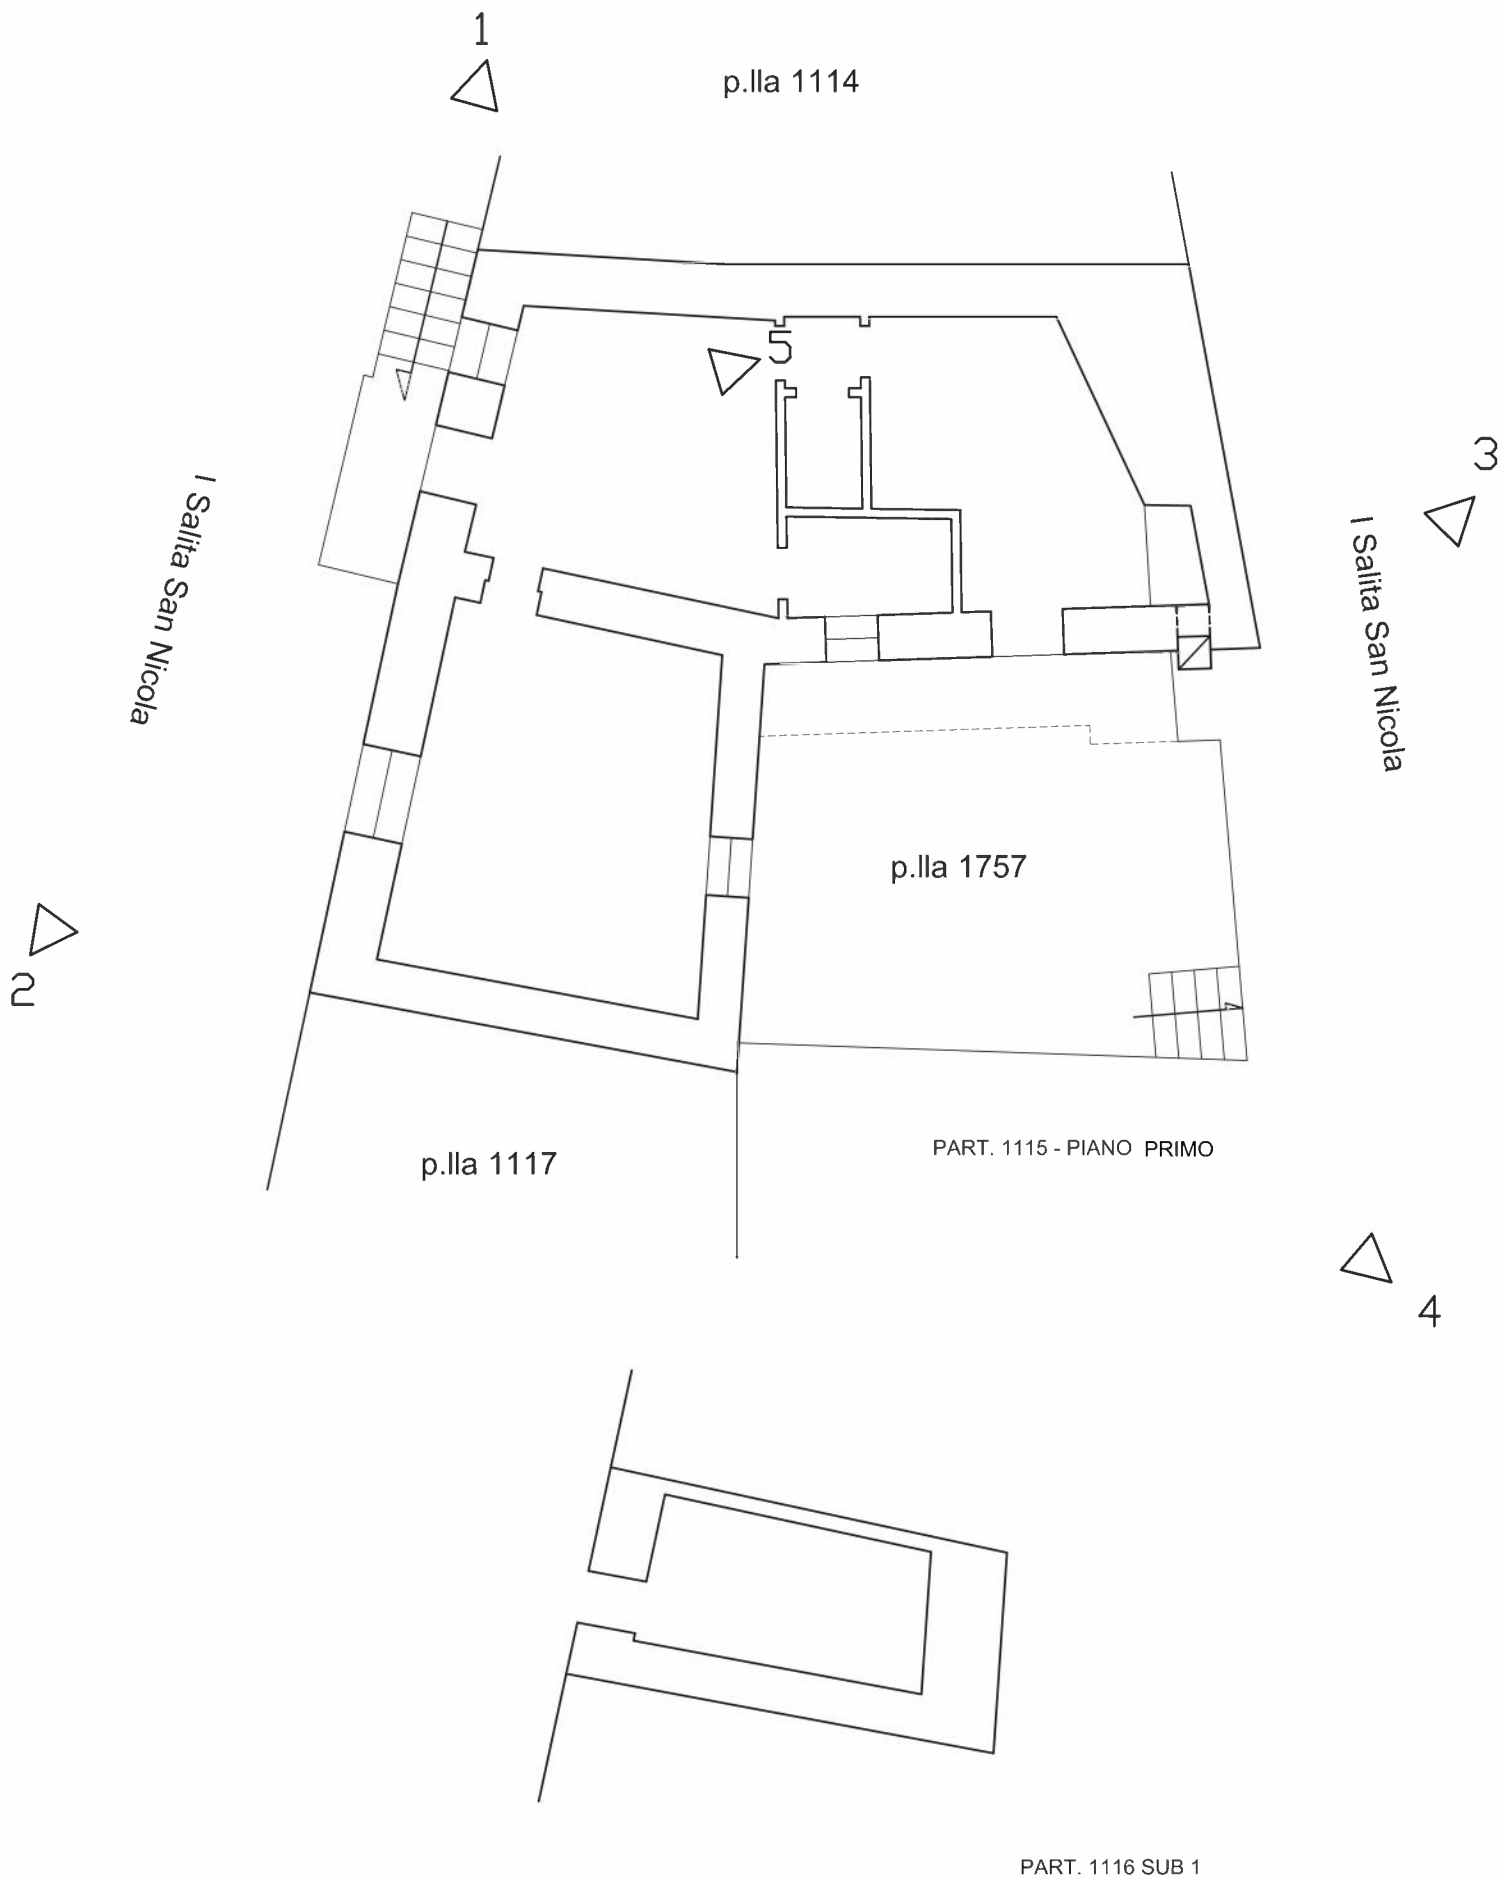 1
p.lla 1114
5
3
I Salita San Nicola
I Salita San Nicola
p.lla 1757
2
PART. 1115 - PIANO PRIMO
p.lla 1117
4
PART. 1116 SUB 1